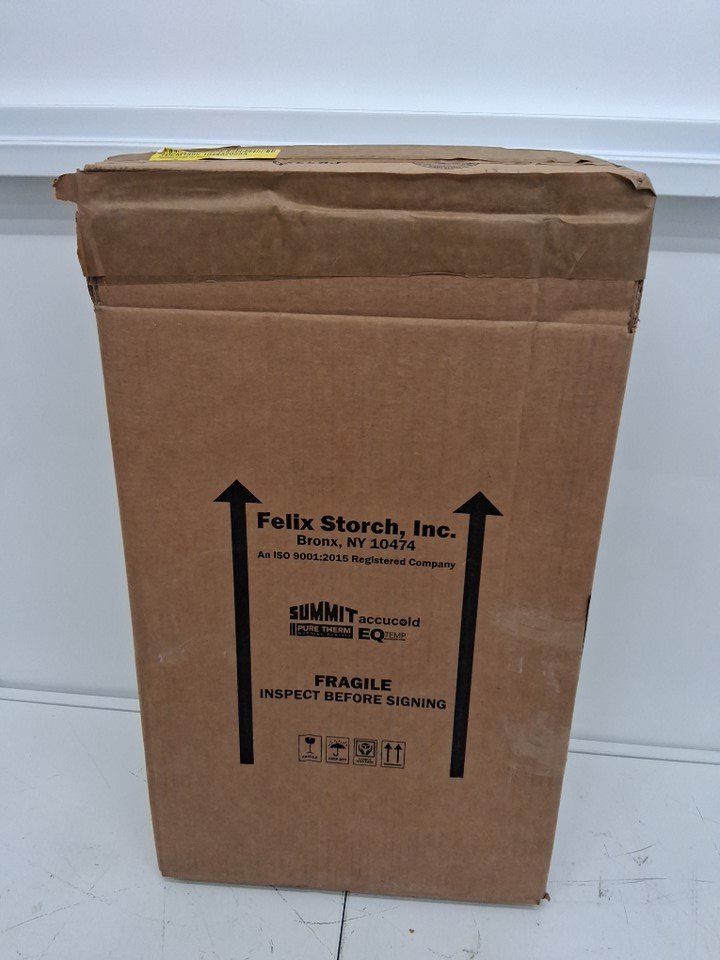 Felix Storch, Inc.
Bronx, NY 10474
An ISO 9001:2015 Registered Company
SUMMIT accucold
PURE THERM EQ TEMP
FRAGILE
INSPECT BEFORE SIGNING